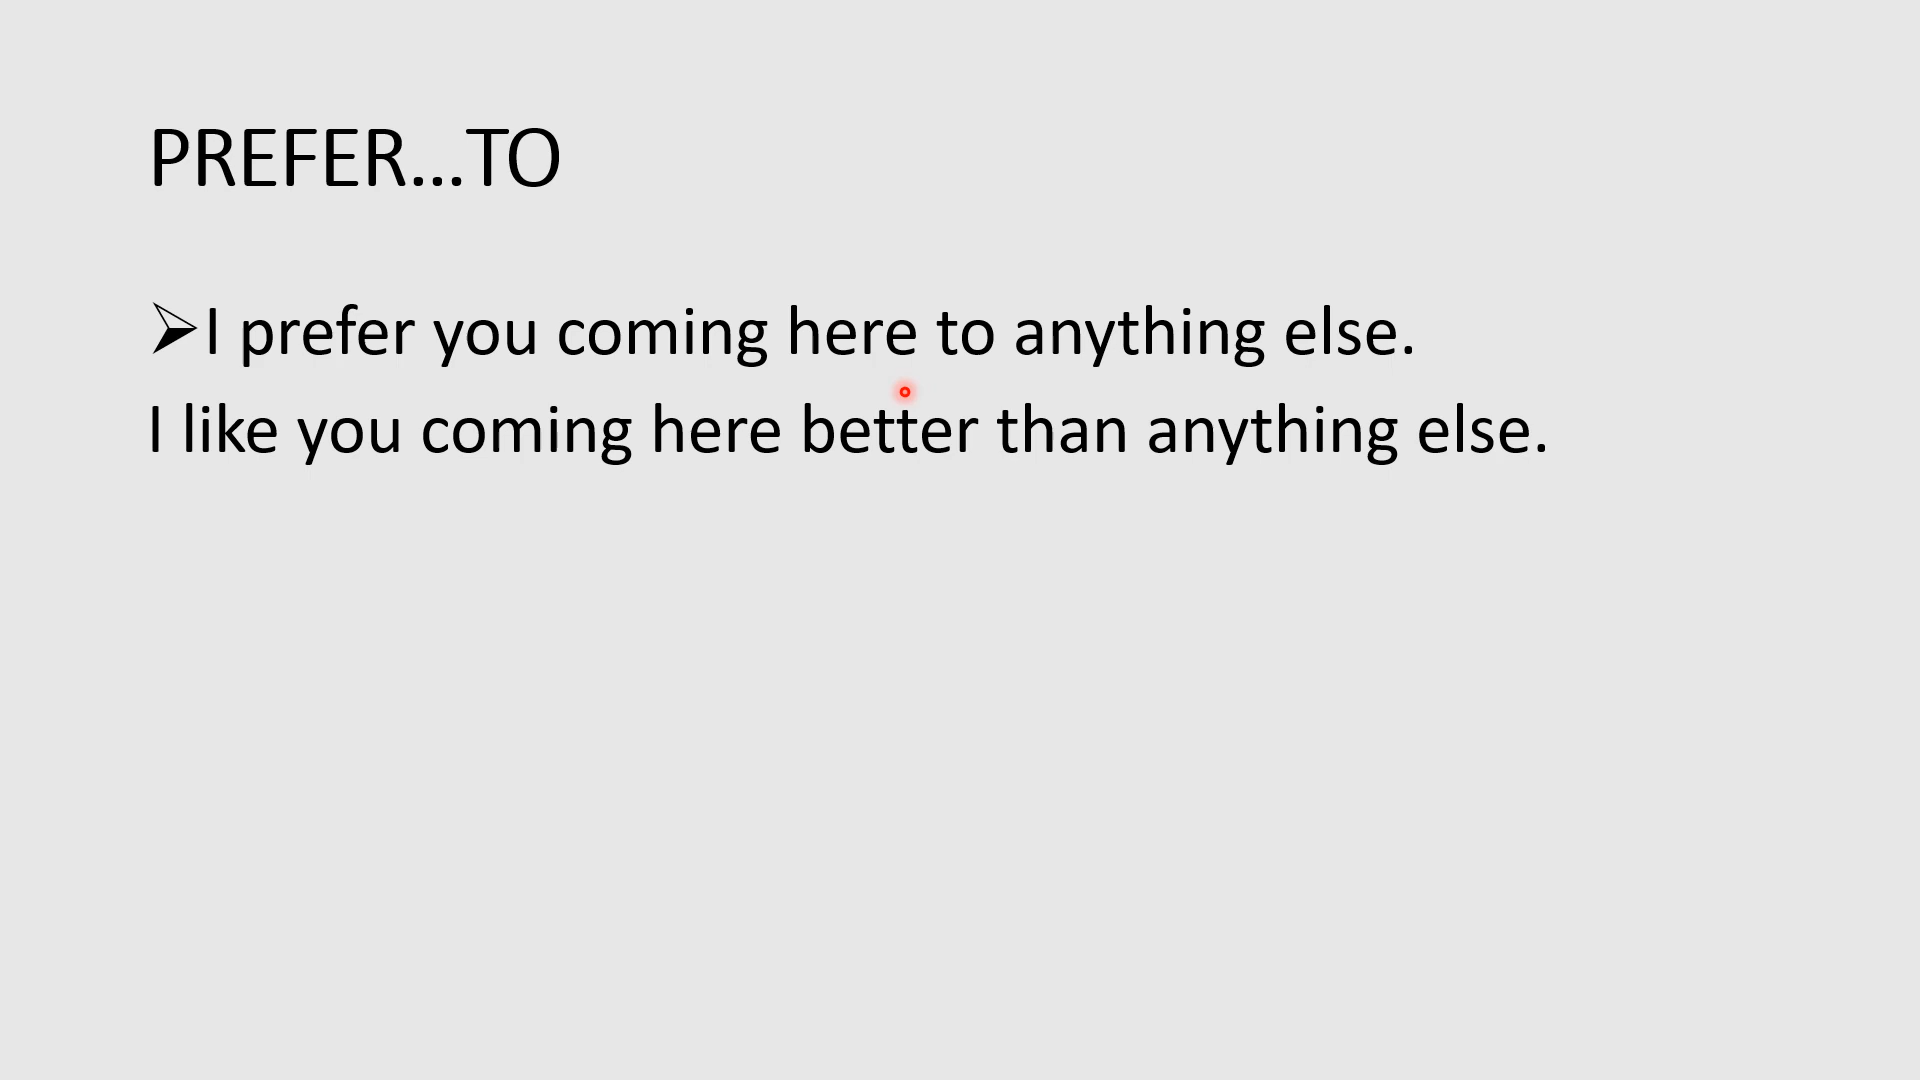 PREFER...TO
➢I prefer you coming here to anything else.
I like you coming here better than anything else.